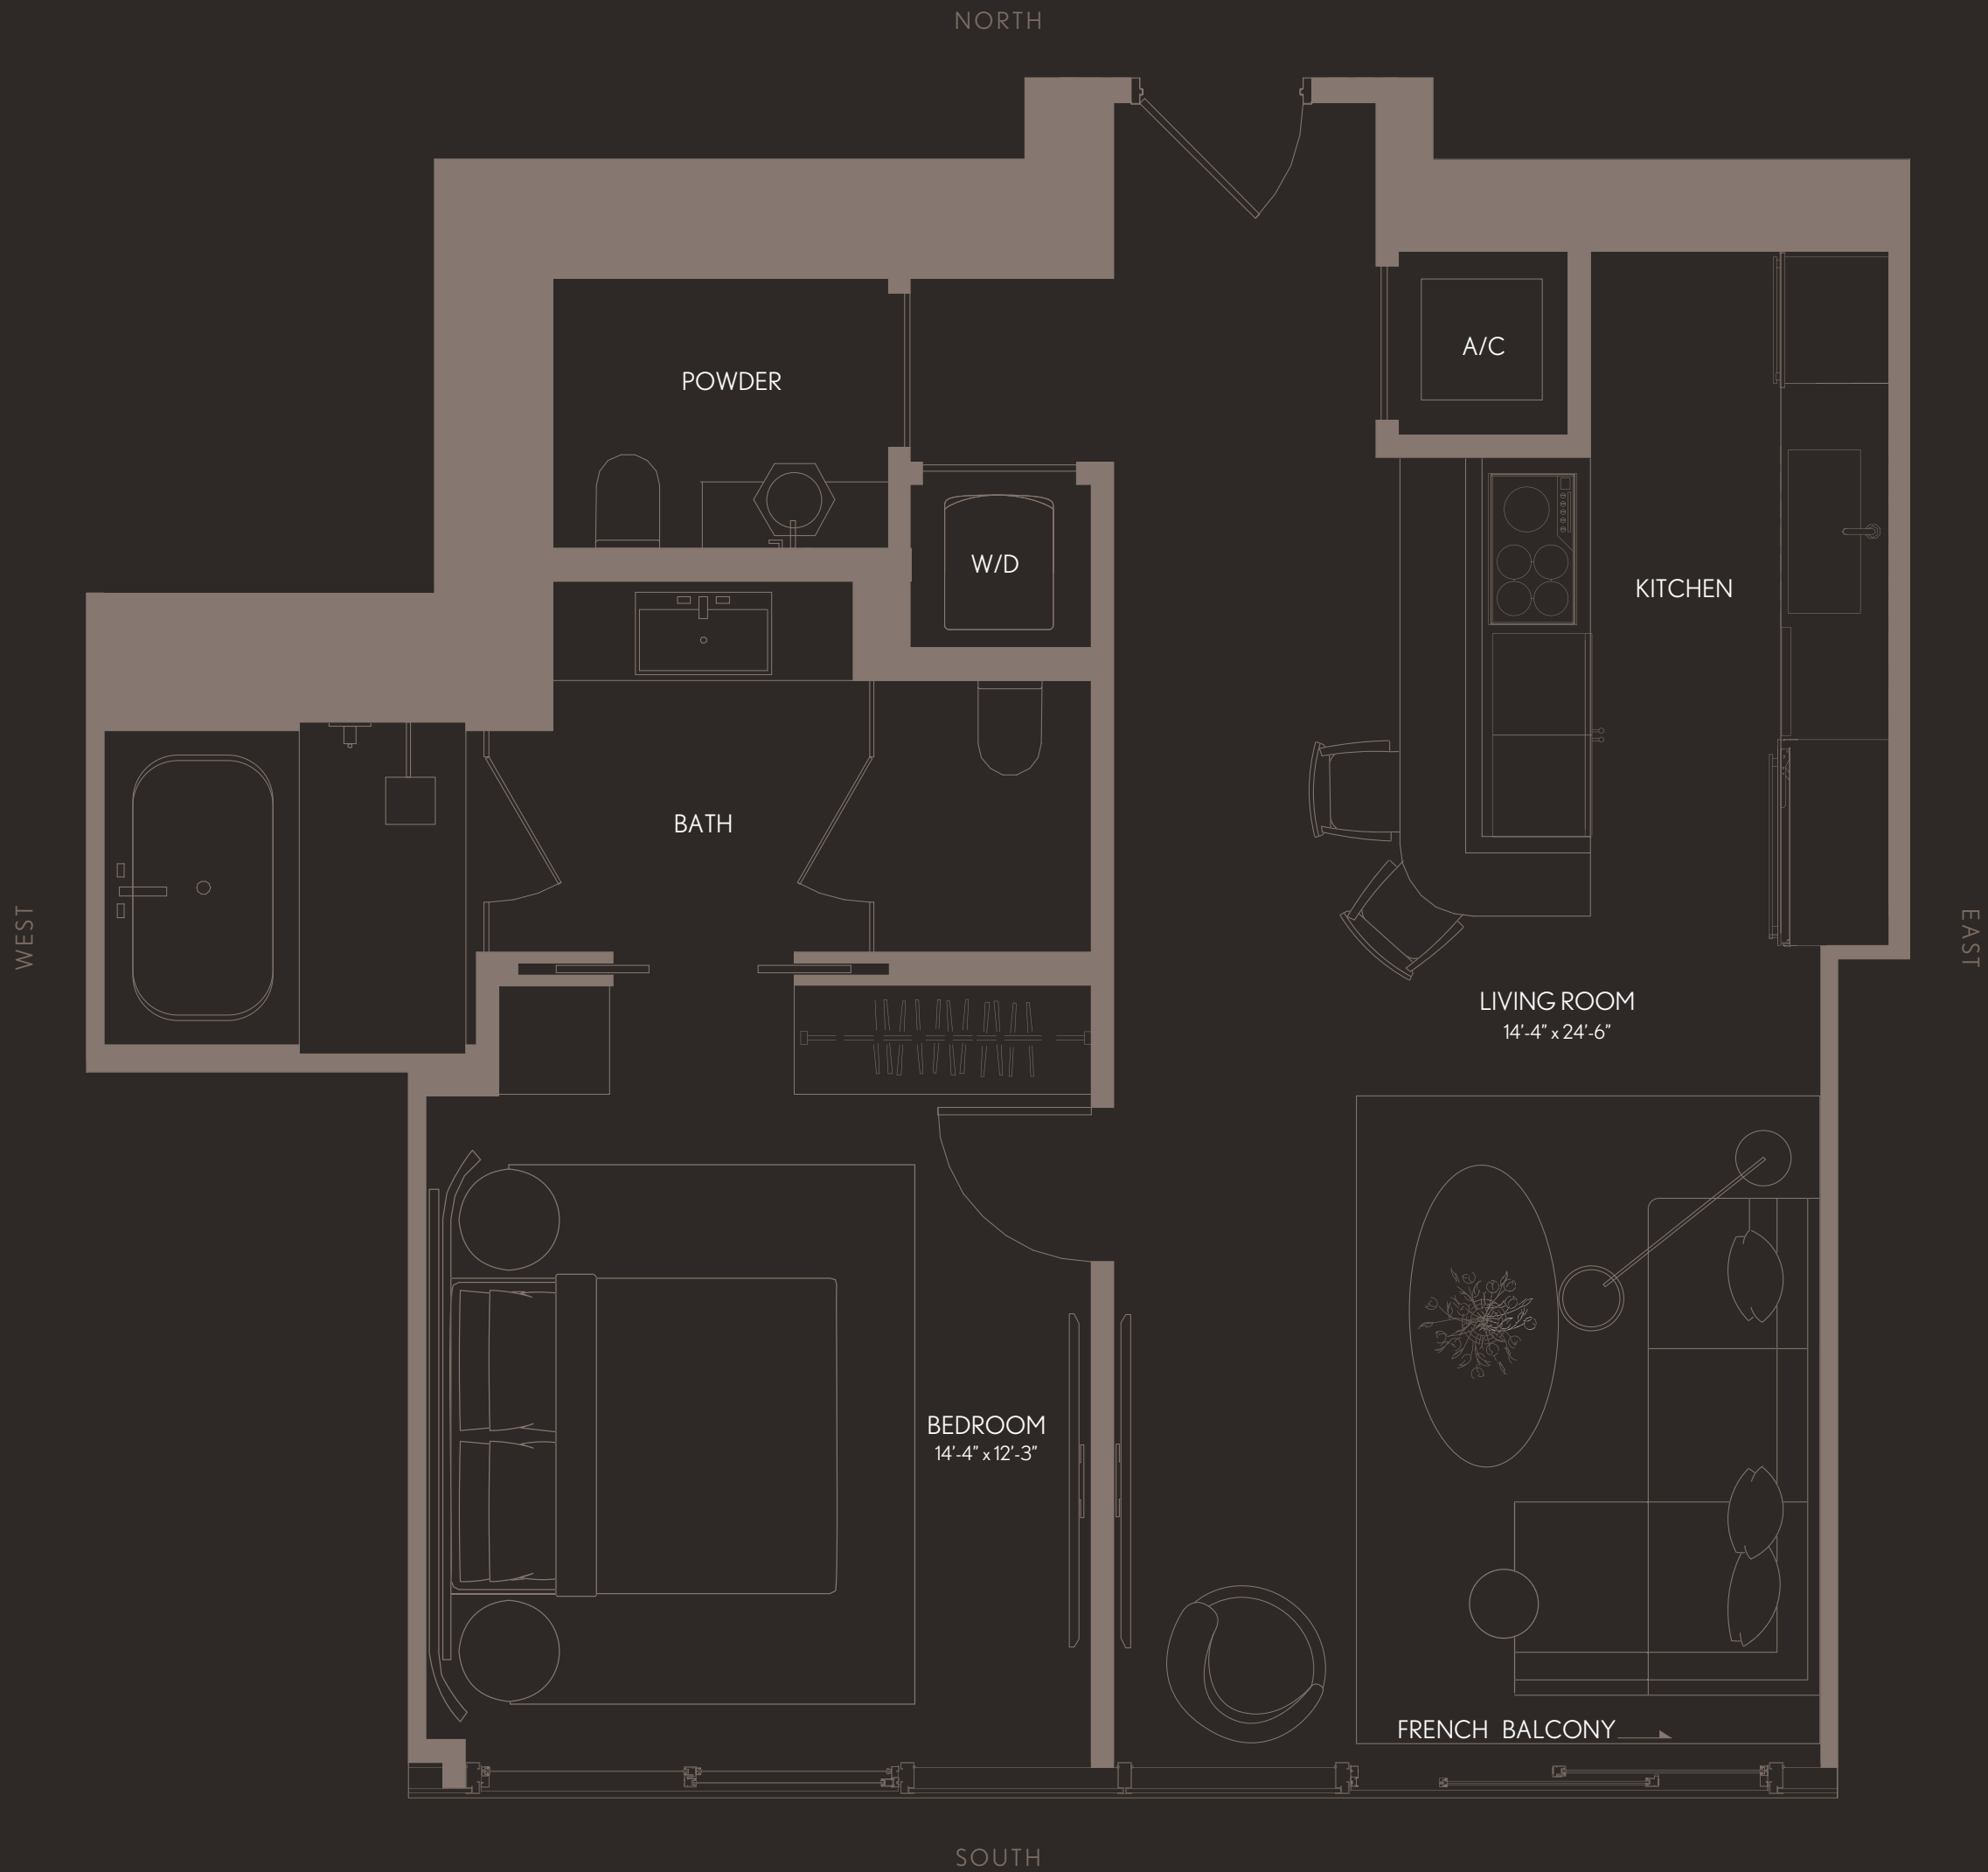 NORTH
A/C
POWDER
W/D
KITCHEN
BATH
WEST
EAST
LIVING ROOM
14'-4" x 24'-6"
BEDROOM
14'-4" x 12'-3"
FRENCH BALCONY
SOUTH